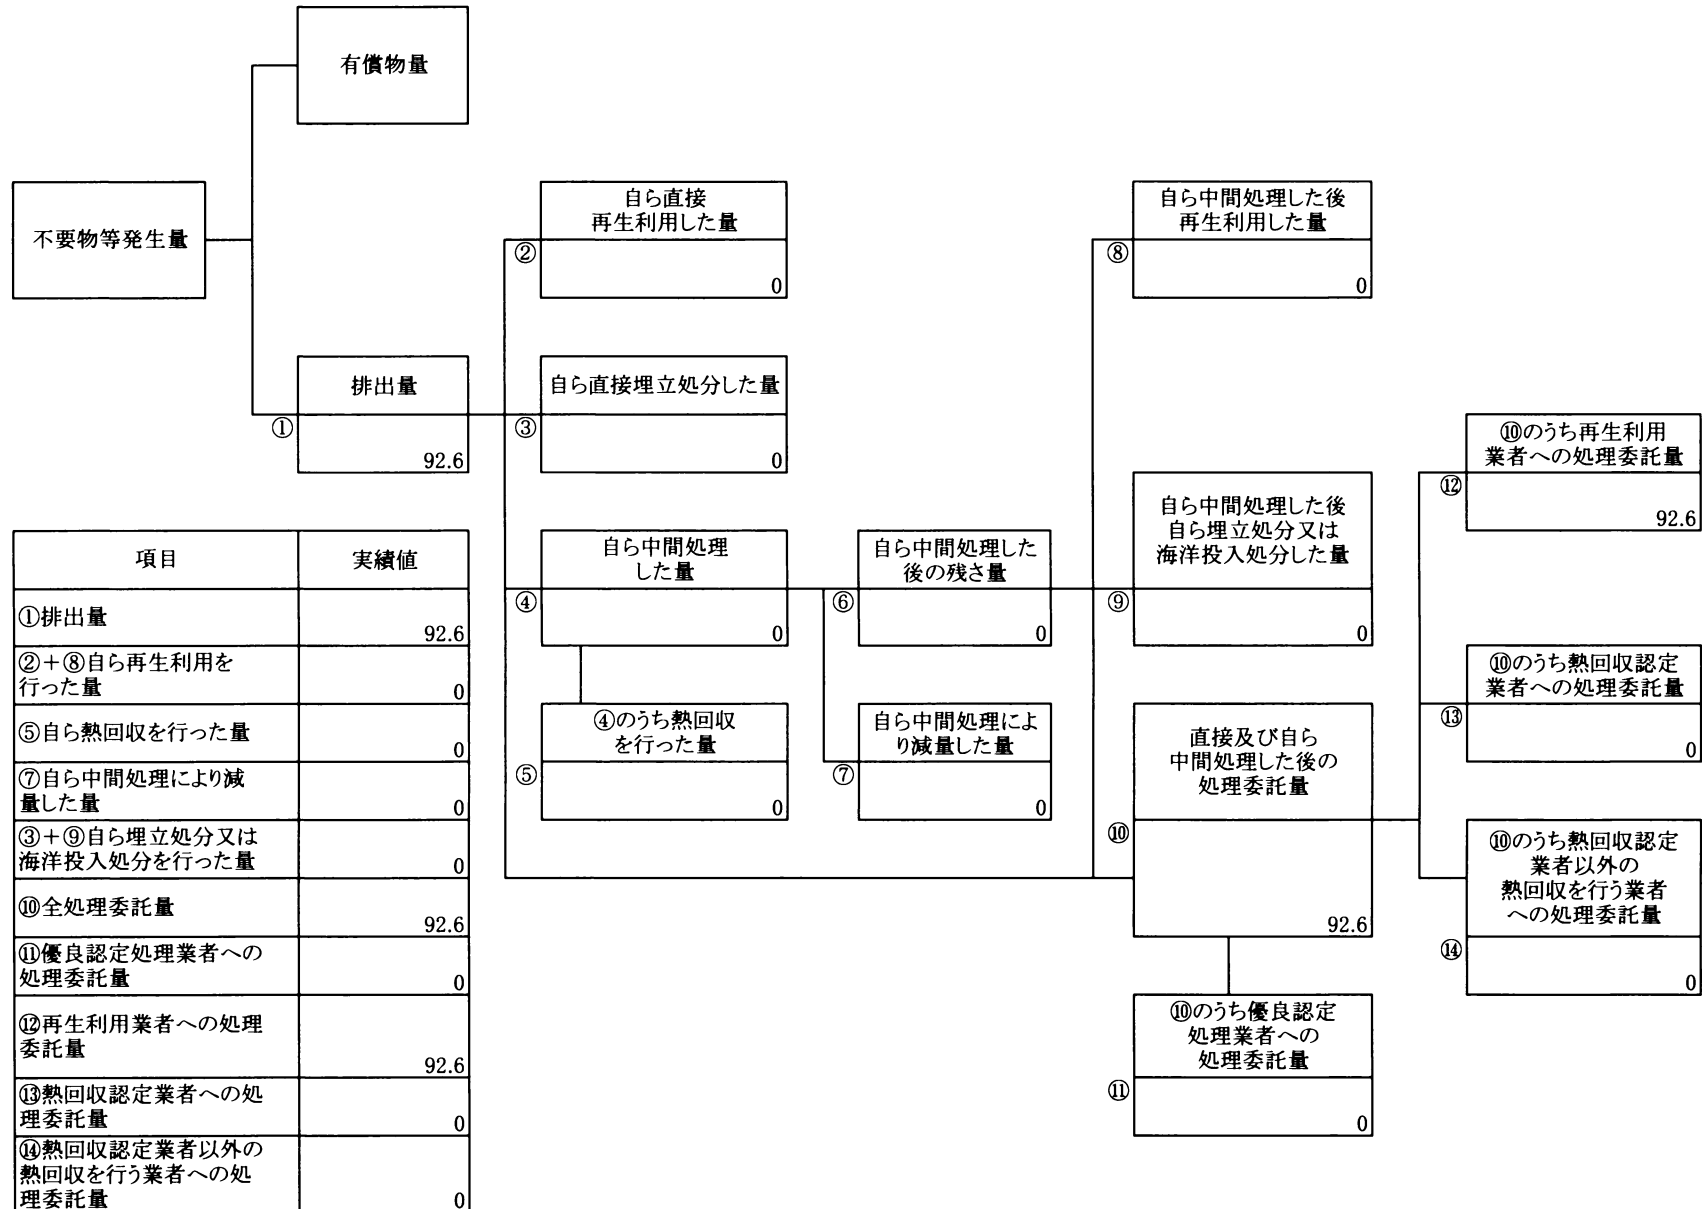 有償物量
不要物等発生量
自ら直接
再生利用した量
②
0
自ら中間処理した後
再生利用した量
⑧
0
排出量
①
92.6
自ら直接埋立処分した量
③
0
⑩のうち再生利用
業者への処理委託量
⑫
92.6
自ら中間処理
した量
④
0
自ら中間処理した
後の残さ量
⑥
0
自ら中間処理した後
自ら埋立処分又は
海洋投入処分した量
⑨
0
⑩のうち熱回収認定
業者への処理委託量
⑬
0
④のうち熱回収
を行った量
⑤
0
自ら中間処理によ
り減量した量
⑦
0
直接及び自ら
中間処理した後の
処理委託量
⑩
92.6
⑩のうち熱回収認定
業者以外の
熱回収を行う業者
への処理委託量
⑭
0
⑩のうち優良認定
処理業者への
処理委託量
⑪
0
項目 実績値
①排出量
92.6
②+⑧自ら再生利用を
行った量
0
⑤自ら熱回収を行った量
0
⑦自ら中間処理により減
量した量
0
③+⑨自ら埋立処分又は
海洋投入処分を行った量
0
⑩全処理委託量
92.6
⑪優良認定処理業者への
処理委託量
0
⑫再生利用業者への処理
委託量
92.6
⑬熱回収認定業者への処
理委託量
0
⑭熱回収認定業者以外の
熱回収を行う業者への処
理委託量
0